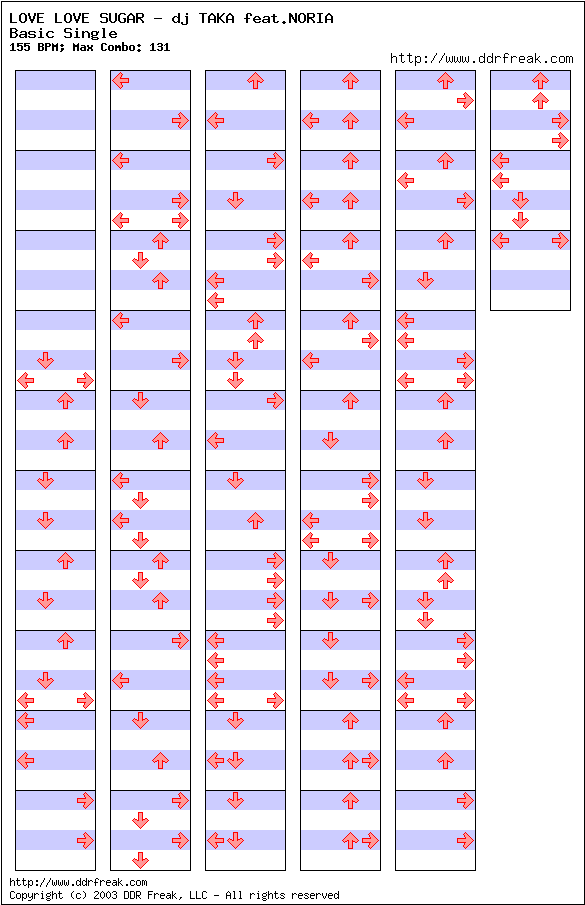 LOVE LOVE SUGAR - dj TAKA feat.NORIA
Basic Single
155 BPM; Max Combo: 131
http://www.ddrfreak.com
http://www.ddrfreak.com
Copyright (c) 2003 DDR Freak, LLC - All rights reserved